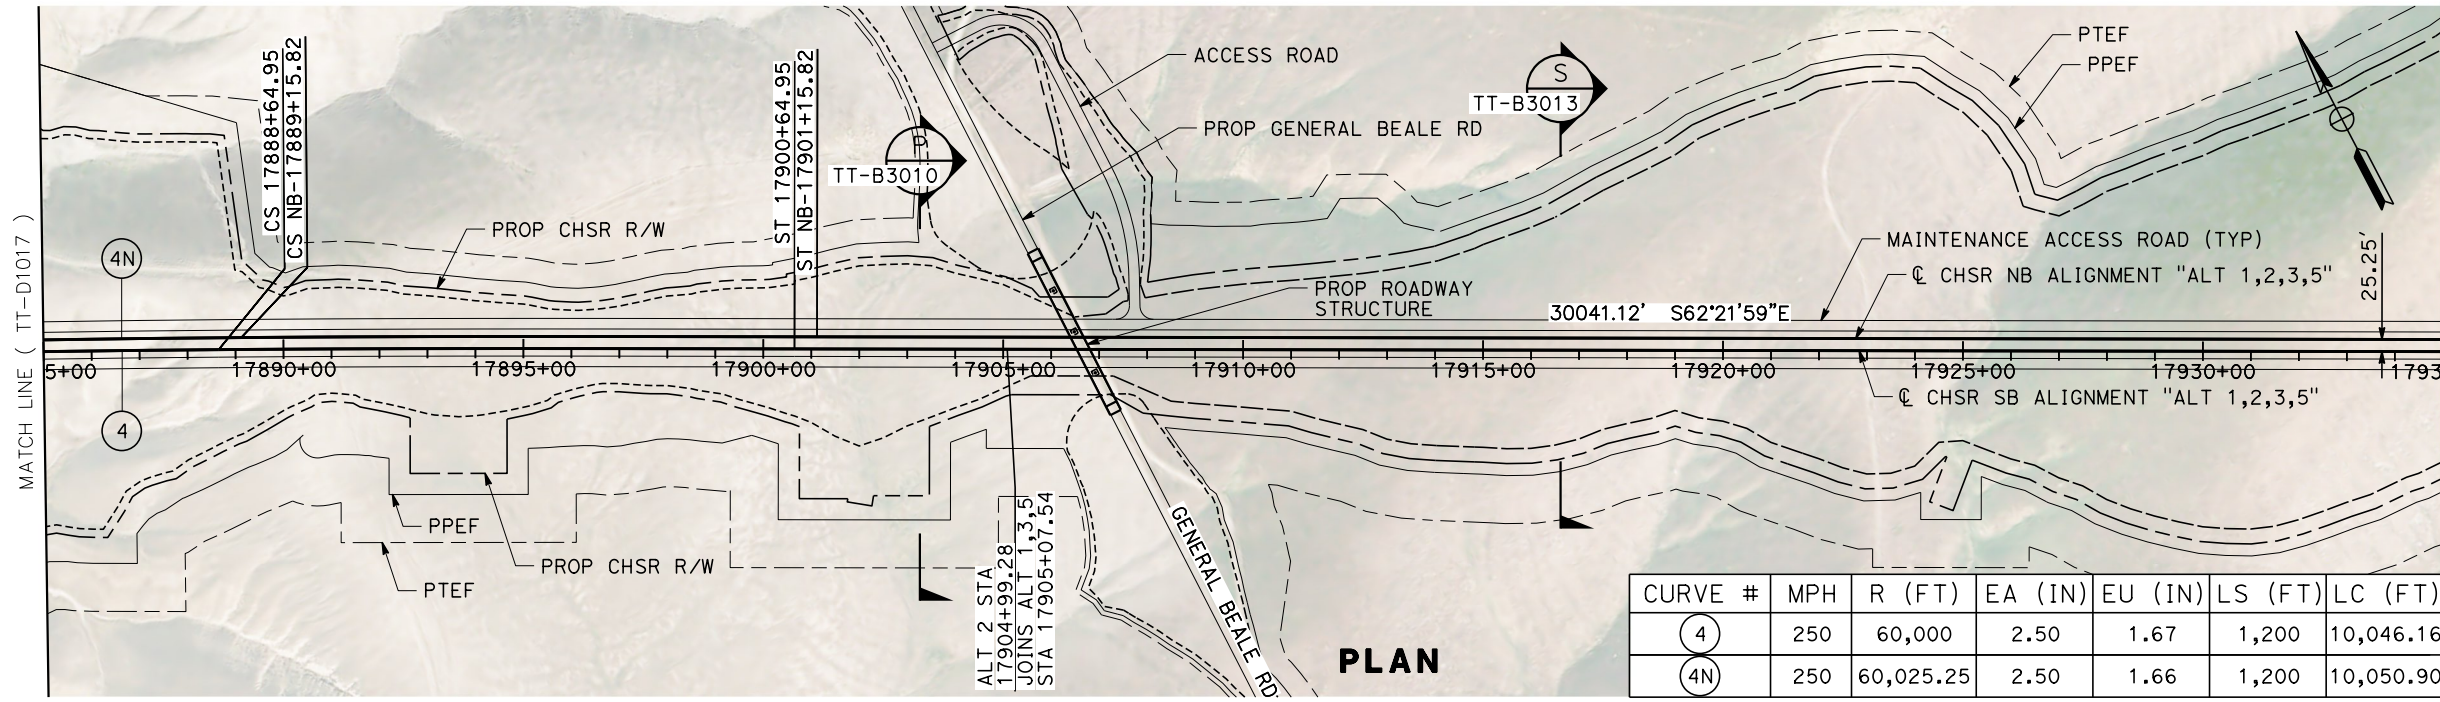 MATCH LINE ( TT-D1017 )
CS 17888+64.95
CS NB-17889+15.82
ST 17900+64.95
ST NB-17901+15.82
4N
4
PROP CHSR R/W
D
TT-B3010
ACCESS ROAD
PROP GENERAL BEALE RD
S
TT-B3013
PTEF
PPEF
MAINTENANCE ACCESS ROAD (TYP)
℄ CHSR NB ALIGNMENT "ALT 1,2,3,5"
25.25'
PROP ROADWAY
STRUCTURE
30041.12' S62°21'59"E
5+00 17890+00 17895+00 17900+00 17905+00 17910+00 17915+00 17920+00 17925+00 17930+00 1793
℄ CHSR SB ALIGNMENT "ALT 1,2,3,5"
PPEF
PROP CHSR R/W
PTEF
ALT 2 STA
17904+99.28
JOINS ALT 1,3,5
STA 17905+07.54
GENERAL BEALE RD
PLAN
CURVE # MPH R (FT) EA (IN) EU (IN) LS (FT) LC (FT)
4 250 60,000 2.50 1.67 1,200 10,046.16
4N 250 60,025.25 2.50 1.66 1,200 10,050.90